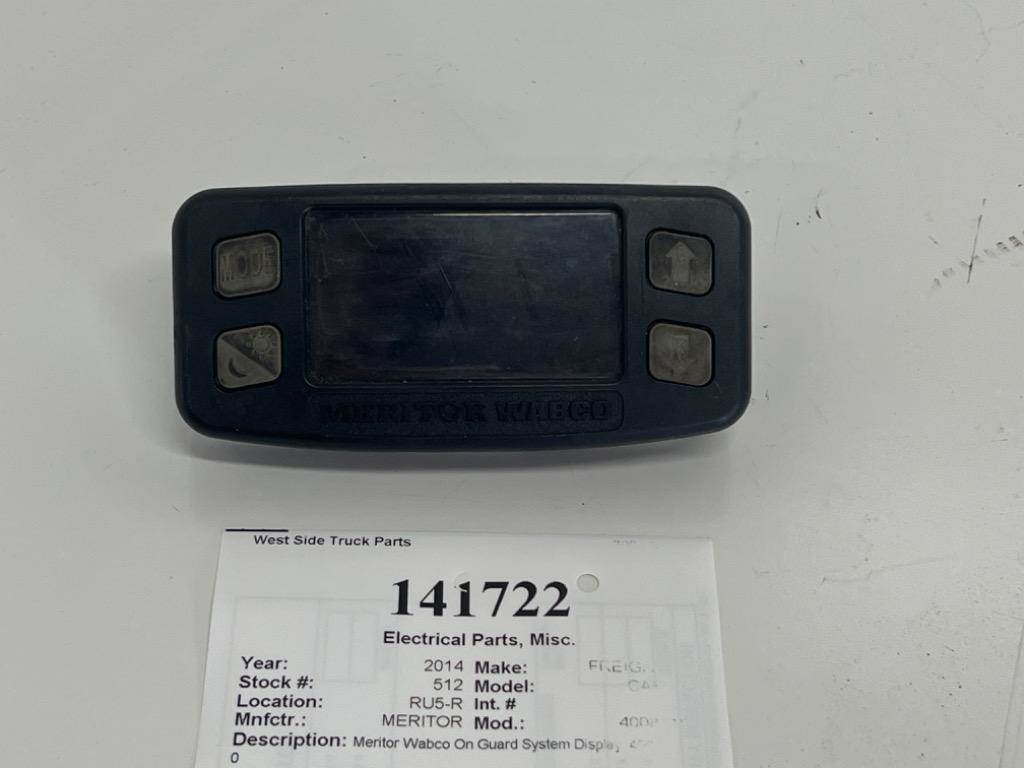 MODE
MERITOR WABCO
West Side Truck Parts
141722
Electrical Parts, Misc.
Year: 2014 Make:
Stock #: 512 Model:
Location: RU5-R Int. #
Mnfctr.: MERITOR Mod.:
Description: Meritor Wabco On Guard System Display
0